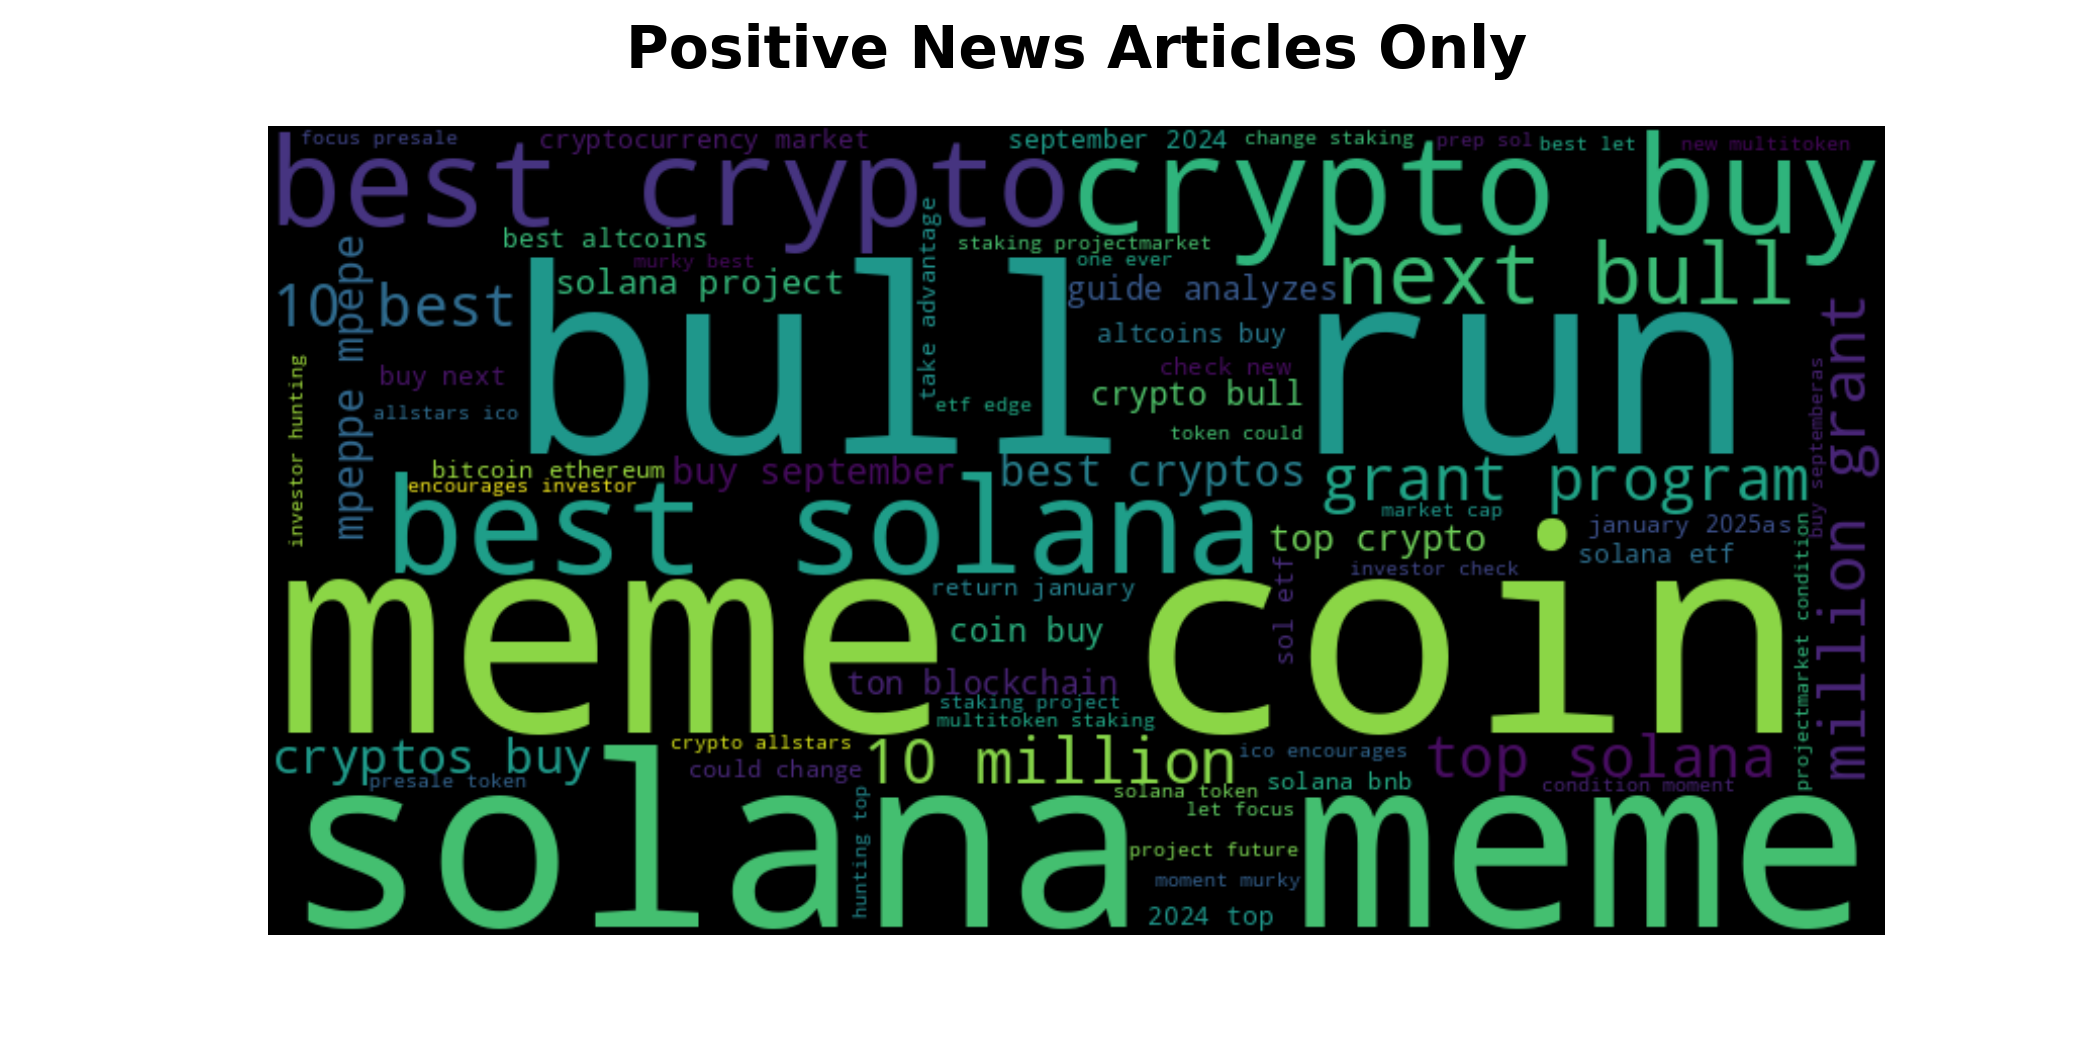 Positive News Articles Only
focus presale
cryptocurrency market
september 2024
change staking
prep sol
best let
new multitoken
best crypto
crypto buy
best altcoins
take advantage
staking projectmarket
one ever
murky best
solana project
guide analyzes
next bull
10 best
mpeppe mpepe
altcoins buy
bull run
investor hunting
buy next
check new
crypto bull
allstars ico
etf edge
token could
million grant
buy septemberas
bitcoin ethereum
buy september
best cryptos
grant program
encourages investor
best solana
market cap
top crypto
january 2025as
solana etf
sol etf
investor check
projectmarket condition
return january
meme coin
coin buy
ton blockchain
staking project
multitoken staking
cryptos buy
crypto allstars
10 million
ico encourages
top solana
presale token
could change
solana bnb
condition moment
solana token
let focus
hunting top
solana meme
project future
moment murky
2024 top